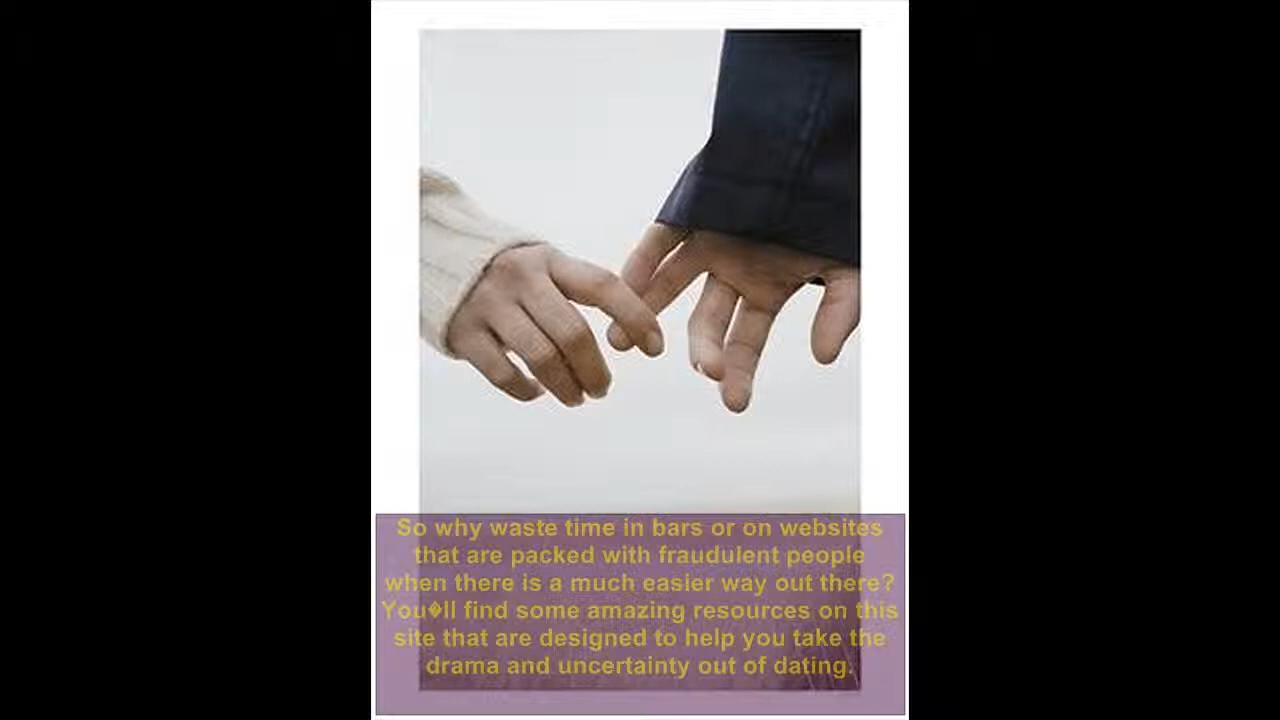 So why waste time in bars or on websites
that are packed with fraudulent people
when there is a much easier way out there?
You�ll find some amazing resources on this
site that are designed to help you take the
drama and uncertainty out of dating.